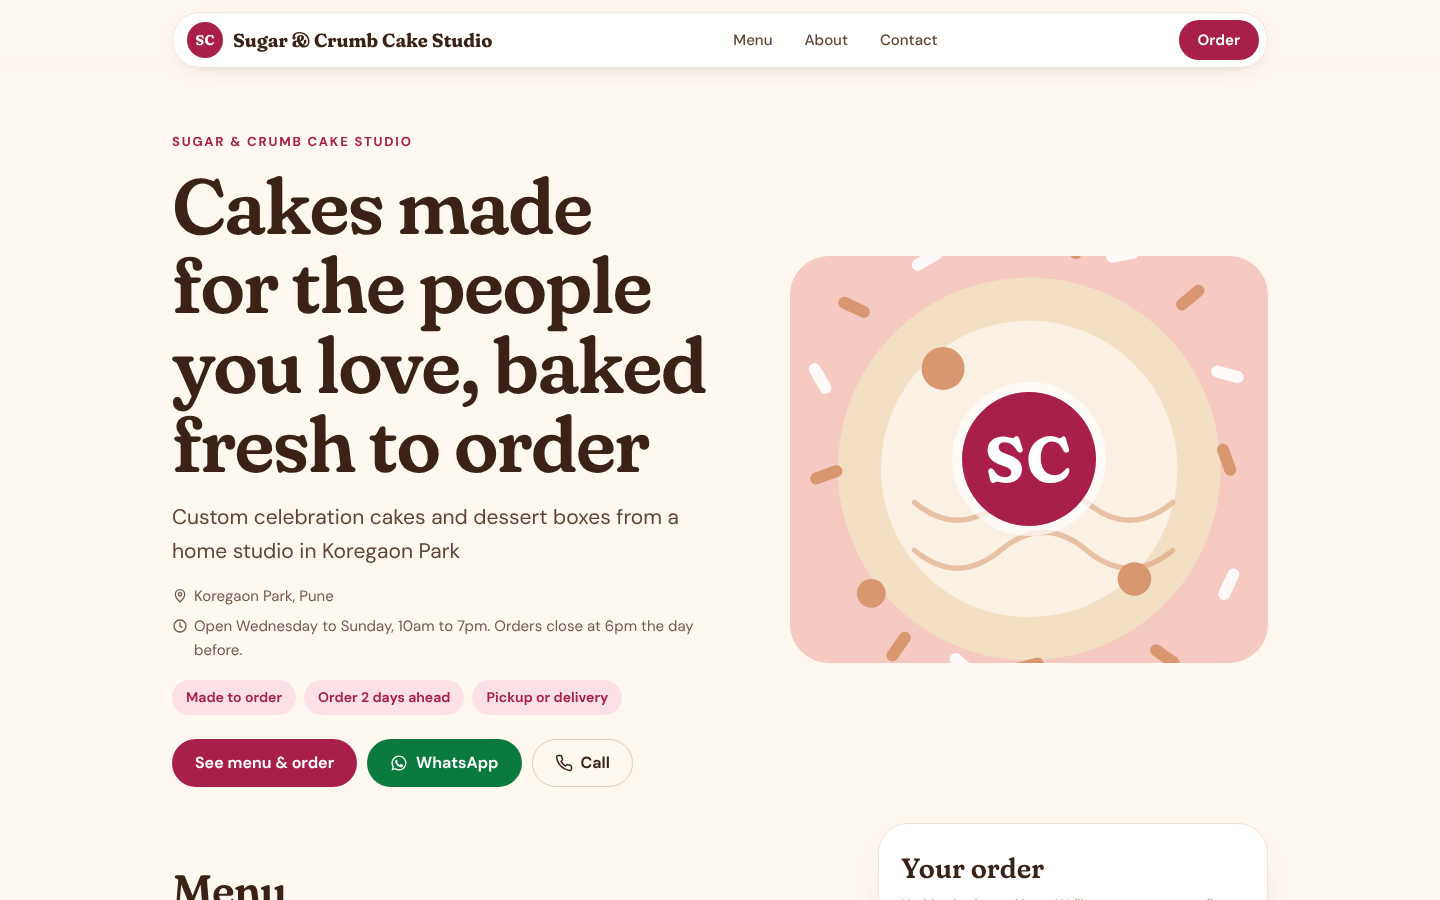 SC Sugar & Crumb Cake Studio
Menu About Contact
Order
SUGAR & CRUMB CAKE STUDIO
Cakes made
for the people
you love, baked
fresh to order
Custom celebration cakes and dessert boxes from a
home studio in Koregaon Park
Koregaon Park, Pune
Open Wednesday to Sunday, 10am to 7pm. Orders close at 6pm the day
before.
Made to order
Order 2 days ahead
Pickup or delivery
See menu & order
WhatsApp
Call
SC
Menu
Your order